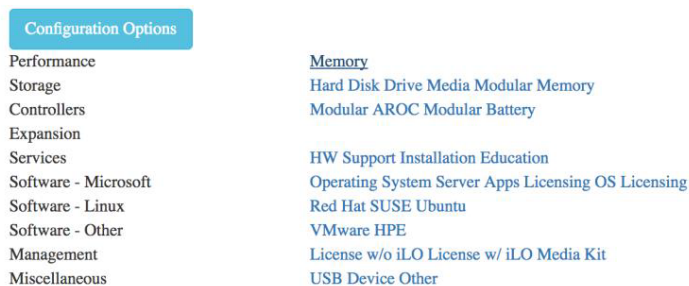 Configuration Options
Performance Memory
Storage Hard Disk Drive Media Modular Memory
Controllers Modular AROC Modular Battery
Expansion
Services HW Support Installation Education
Software - Microsoft Operating System Server Apps Licensing OS Licensing
Software - Linux Red Hat SUSE Ubuntu
Software - Other VMware HPE
Management License w/o iLO License w/ iLO Media Kit
Miscellaneous USB Device Other